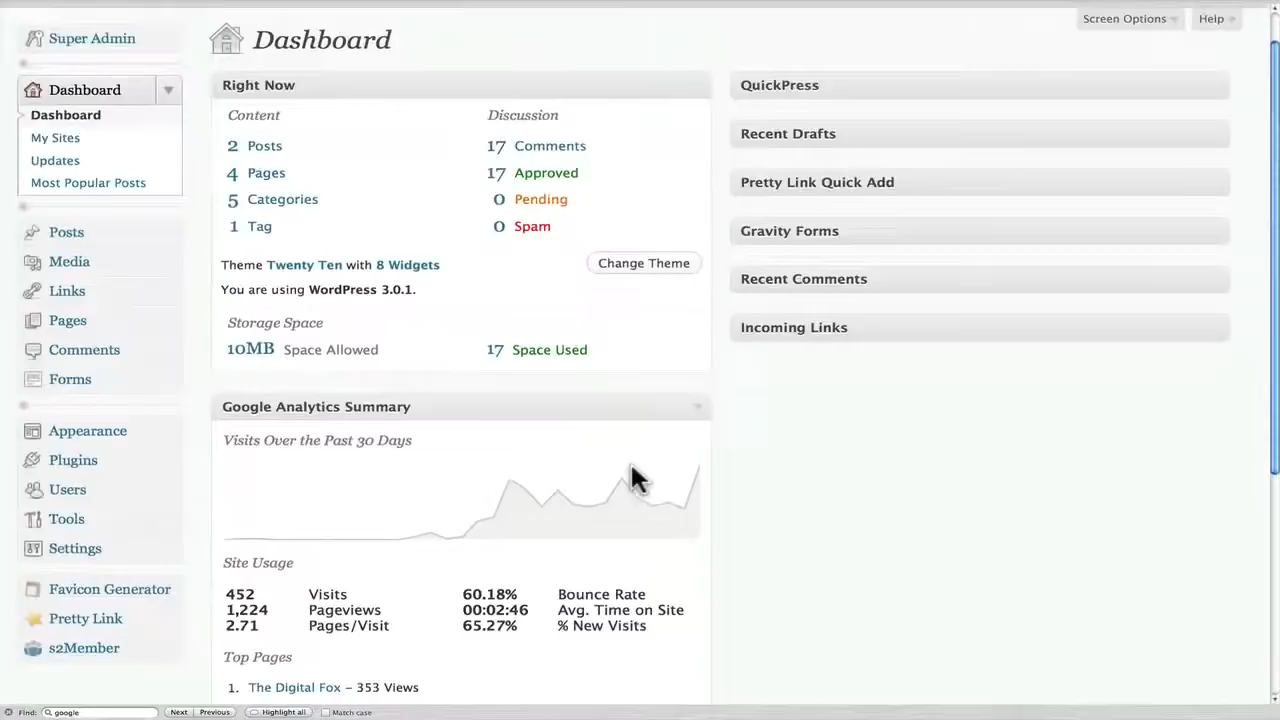 Screen Options
Help
Super Admin
Dashboard
Dashboard
My Sites
Updates
Most Popular Posts
Posts
Media
Links
Pages
Comments
Forms
Appearance
Plugins
Users
Tools
Settings
Favicon Generator
Pretty Link
s2Member
Dashboard
Right Now
Content
2 Posts
4 Pages
5 Categories
1 Tag
Discussion
17 Comments
17 Approved
0 Pending
0 Spam
Theme Twenty Ten with 8 Widgets
Change Theme
You are using WordPress 3.0.1.
Storage Space
10MB Space Allowed
17 Space Used
Google Analytics Summary
Visits Over the Past 30 Days
Site Usage
452 Visits 60.18% Bounce Rate
1,224 Pageviews 00:02:46 Avg. Time on Site
2.71 Pages/Visit 65.27% % New Visits
Top Pages
1. The Digital Fox – 353 Views
QuickPress
Recent Drafts
Pretty Link Quick Add
Gravity Forms
Recent Comments
Incoming Links
Find: google Next Previous Highlight all Match case